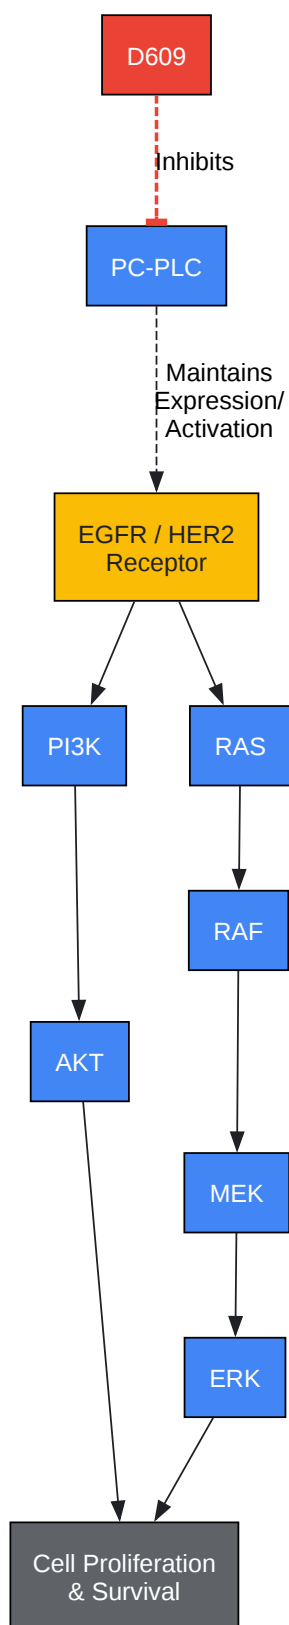 D609
Inhibits
PC-PLC
Maintains
Expression/
Activation
EGFR / HER2
Receptor
PI3K
RAS
RAF
AKT
MEK
ERK
Cell Proliferation
& Survival